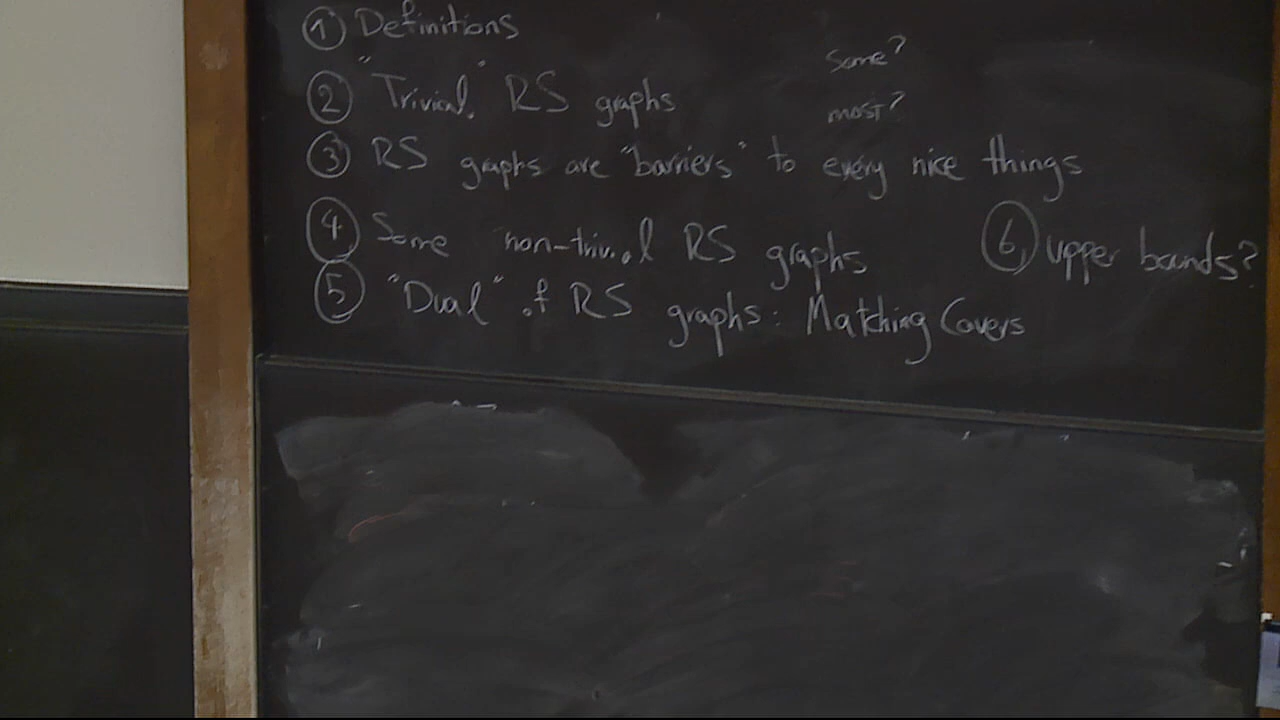 ① Definitions
② "Trivial" RS graphs
some?
most?
③ RS graphs are "barriers" to every nice things
④ Some non-trivial RS graphs
⑤ "Dual" of RS graphs: Matching Covers
⑥ upper bounds?